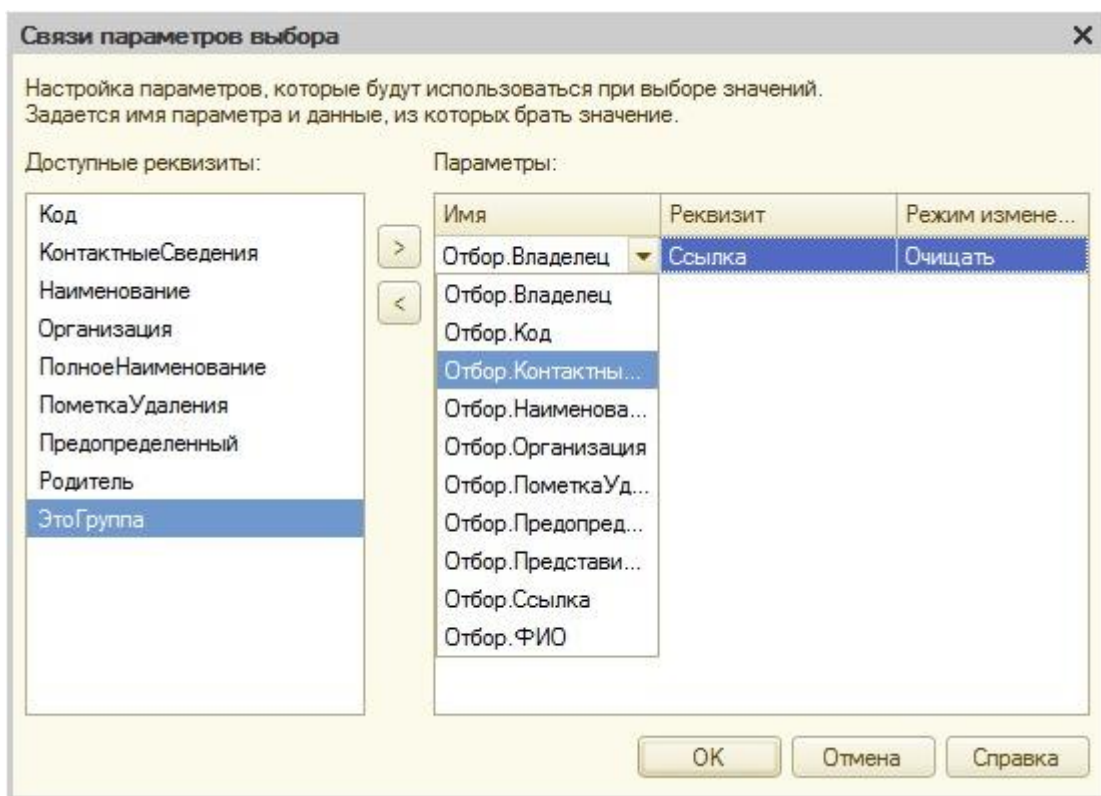 Связи параметров выбора
Настройка параметров, которые будут использоваться при выборе значений.
Задается имя параметра и данные, из которых брать значение.
Доступные реквизиты:
Параметры:
Код
КонтактныеСведения
Наименование
Организация
ПолноеНаименование
ПометкаУдаления
Предопределенный
Родитель
ЭтоГруппа
>
<
Имя Реквизит Режим измене...
Отбор.Владелец Ссылка Очищать
Отбор.Владелец
Отбор.Код
Отбор.Контактны...
Отбор.Наименова...
Отбор.Организация
Отбор.ПометкаУд...
Отбор.Предопред...
Отбор.Представи...
Отбор.Ссылка
Отбор.ФИО
OK Отмена Справка